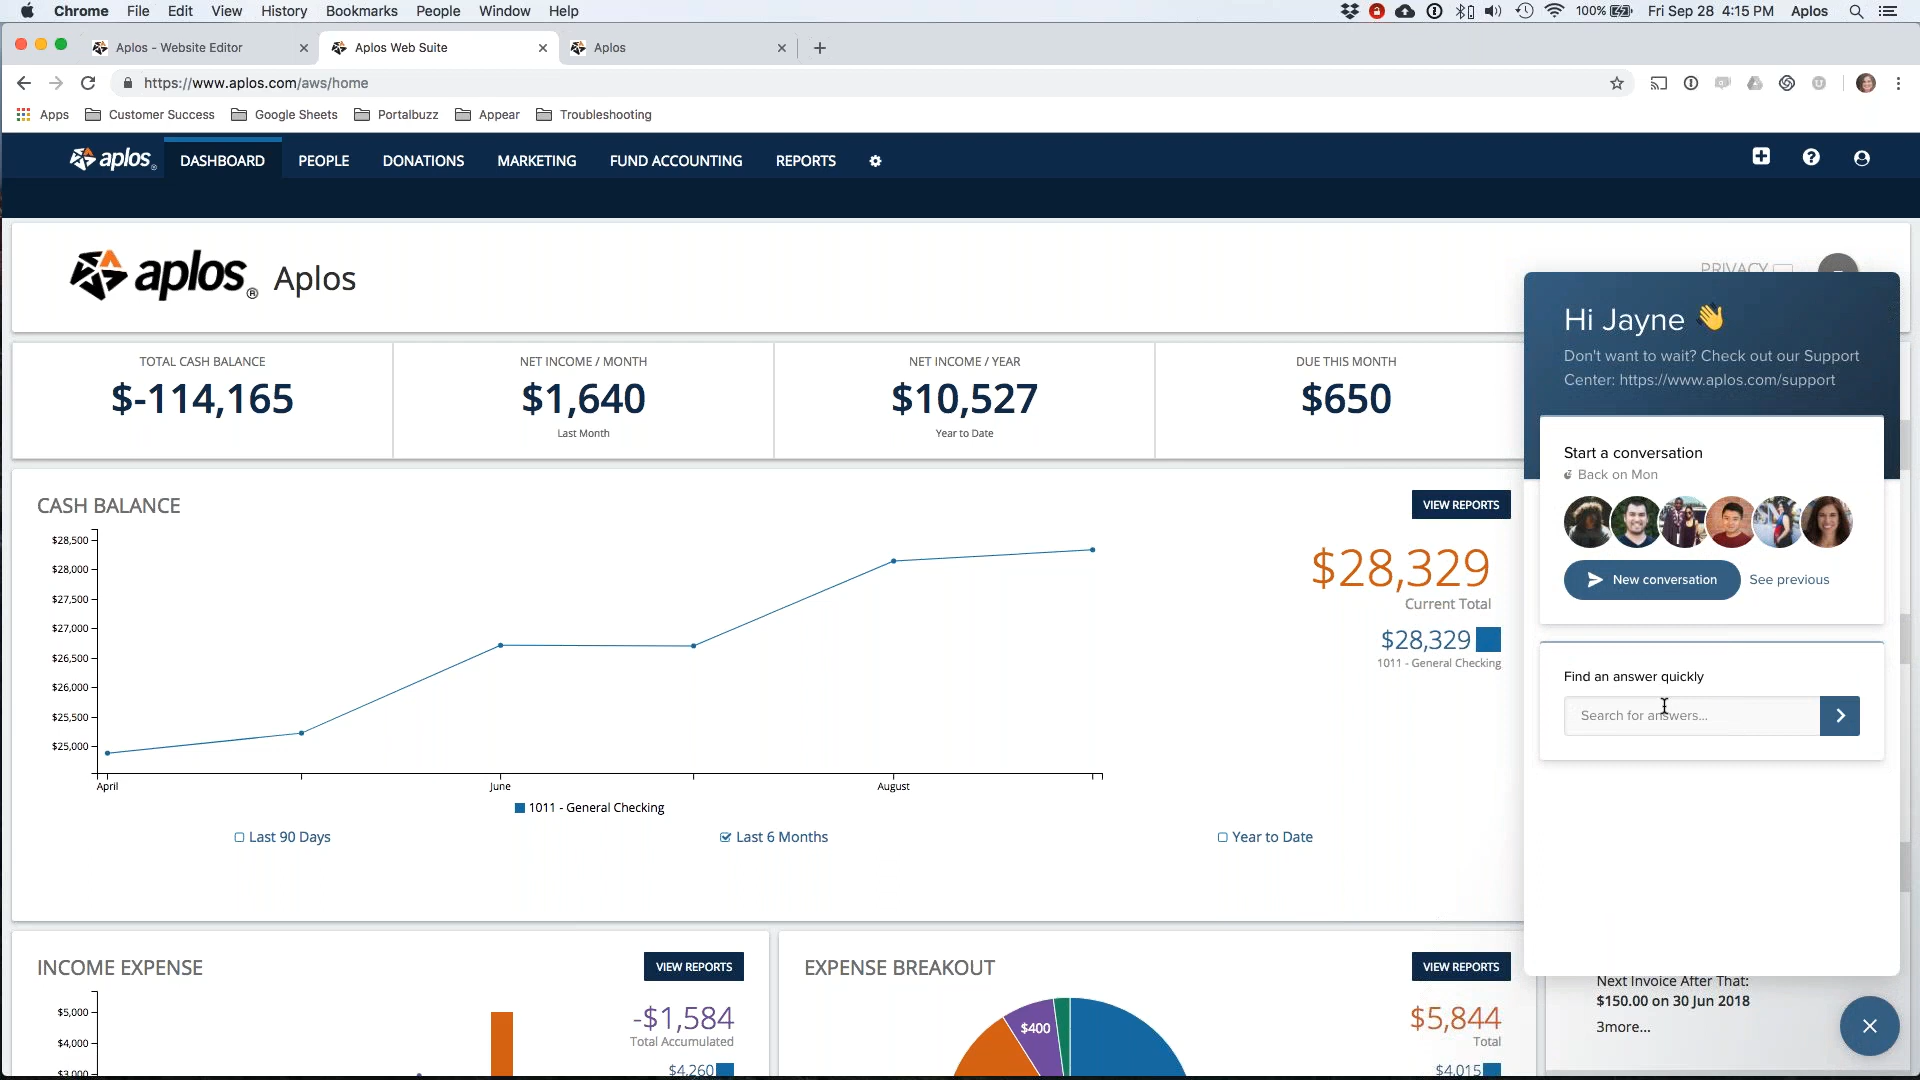 Chrome File Edit View History Bookmarks People Window Help
100% Fri Sep 28 4:15 PM Aplos
Aplos - Website Editor
Aplos Web Suite
Aplos
https://www.aplos.com/aws/home
Apps Customer Success Google Sheets Portalbuzz Appear Troubleshooting
aplos DASHBOARD PEOPLE DONATIONS MARKETING FUND ACCOUNTING REPORTS
aplos® Aplos
PRIVACY
TOTAL CASH BALANCE
$-114,165
NET INCOME / MONTH
$1,640
Last Month
NET INCOME / YEAR
$10,527
Year to Date
DUE THIS MONTH
$650
CASH BALANCE
VIEW REPORTS
$28,500
$28,000
$27,500
$27,000
$26,500
$26,000
$25,500
$25,000
April
June
August
1011 - General Checking
$28,329
Current Total
$28,329
1011 - General Checking
Last 90 Days
Last 6 Months
Year to Date
INCOME EXPENSE
VIEW REPORTS
$5,000
$4,000
$3,000
-$1,584
Total Accumulated
$4,260
EXPENSE BREAKOUT
VIEW REPORTS
$400
$5,844
Total
$4,015
Hi Jayne 👋
Don't want to wait? Check out our Support
Center: https://www.aplos.com/support
Start a conversation
Back on Mon
New conversation
See previous
Find an answer quickly
Search for answers...
Next Invoice After That:
$150.00 on 30 Jun 2018
3more...